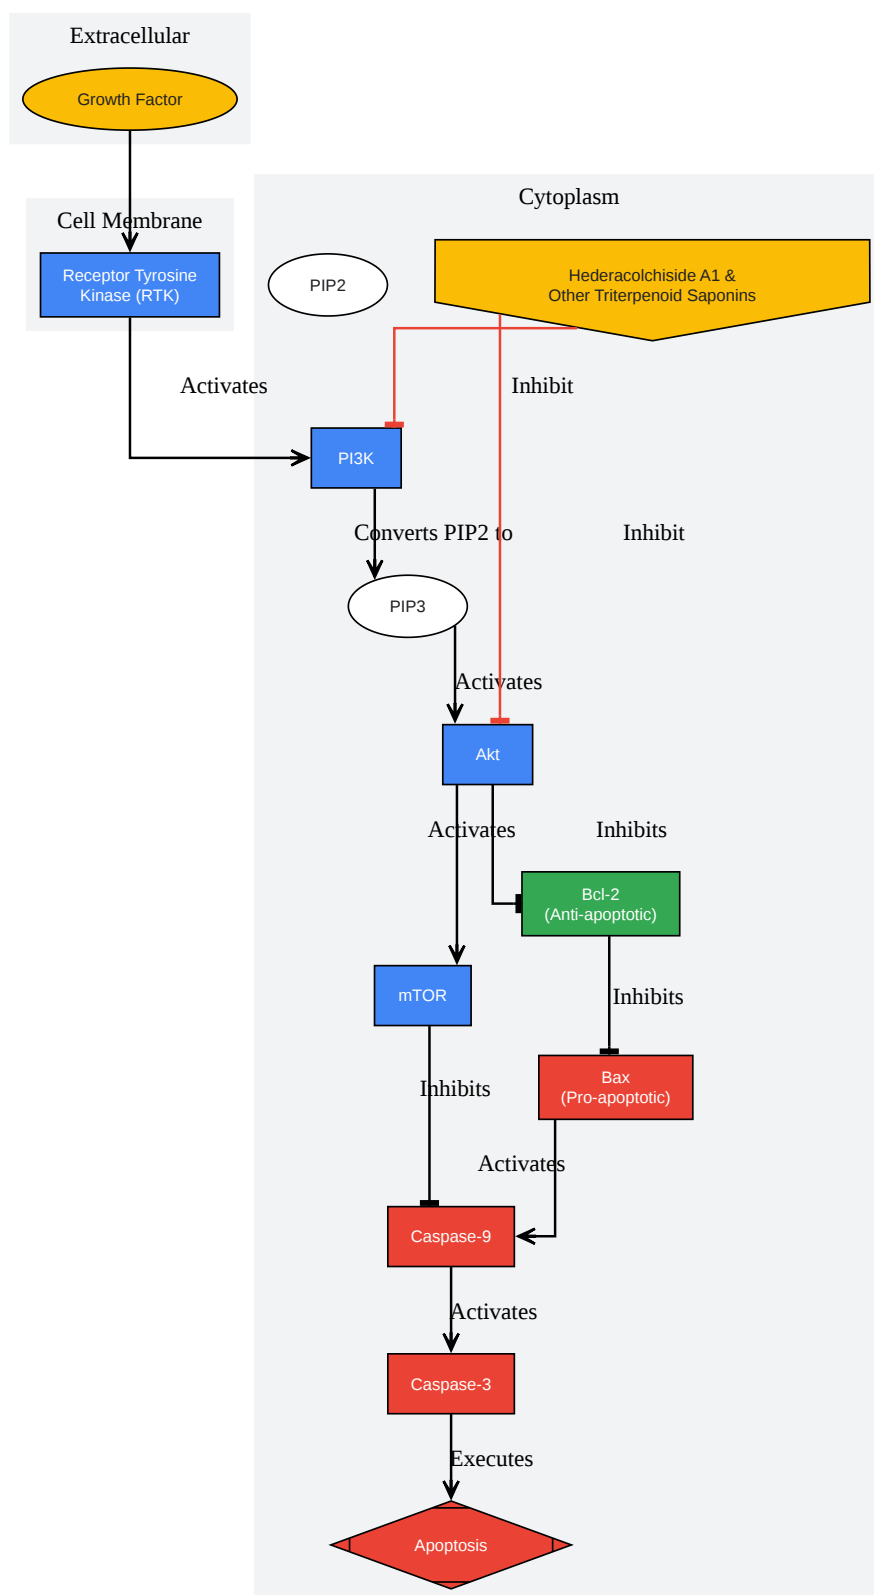 Extracellular
Growth Factor
Cytoplasm
Cell Membrane
Receptor Tyrosine
Kinase (RTK)
PIP2
Hederacolchiside A1 &
Other Triterpenoid Saponins
Activates
Inhibit
PI3K
Converts PIP2 to
Inhibit
PIP3
Activates
Akt
Activates
Inhibits
Bcl-2
(Anti-apoptotic)
mTOR
Inhibits
Bax
(Pro-apoptotic)
Inhibits
Activates
Caspase-9
Activates
Caspase-3
Executes
Apoptosis